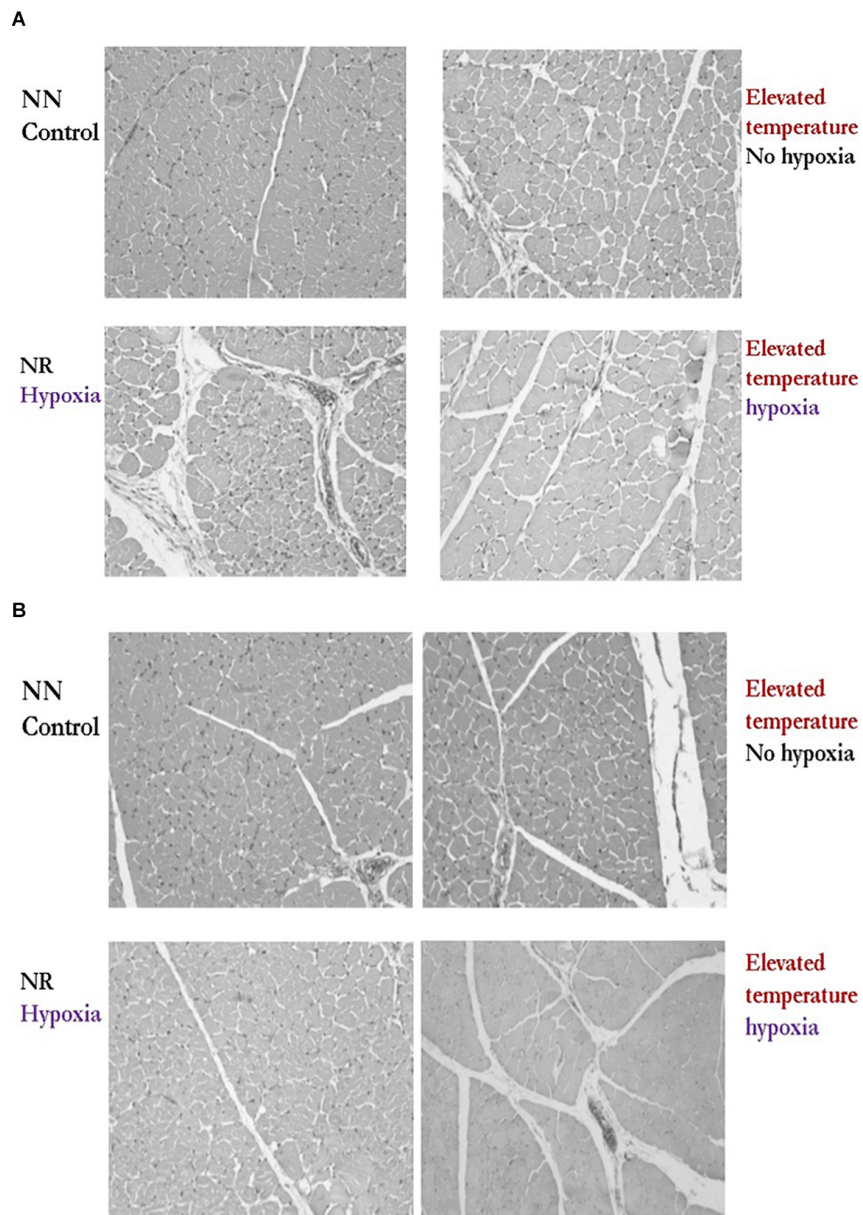 A
NN
Control
Elevated
temperature
No hypoxia
NR
Hypoxia
Elevated
temperature
hypoxia
B
NN
Control
Elevated
temperature
No hypoxia
NR
Hypoxia
Elevated
temperature
hypoxia